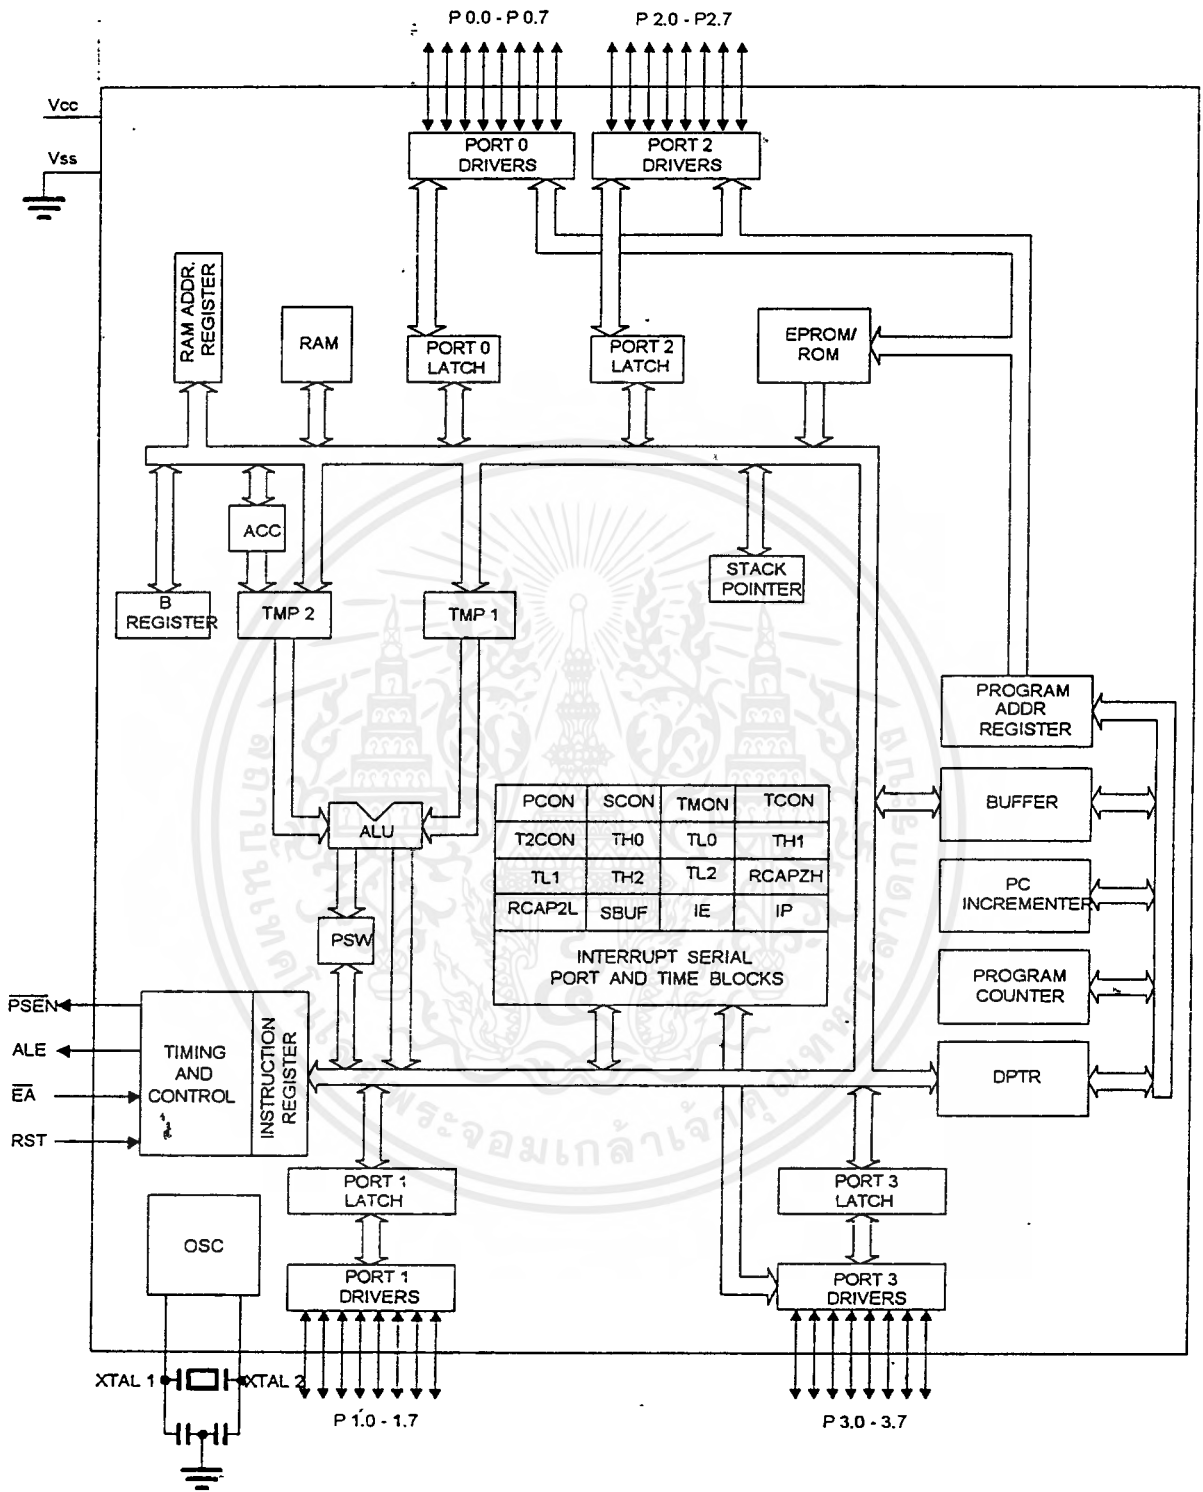 P 0.0 - P 0.7
P 2.0 - P2.7
Vcc
Vss
PORT 0
DRIVERS
PORT 2
DRIVERS
RAM ADDR.
REGISTER
RAM
PORT 0
LATCH
PORT 2
LATCH
EPROM/
ROM
ACC
B
REGISTER
TMP 2
TMP 1
STACK
POINTER
PROGRAM
ADDR
REGISTER
BUFFER
PC
INCREMENTER
PROGRAM
COUNTER
DPTR
ALU
PSW
PCON SCON TMON TCON
T2CON TH0 TL0 TH1
TL1 TH2 TL2 RCAPZH
RCAP2L SBUF IE IP
INTERRUPT SERIAL
PORT AND TIME BLOCKS
PSEN
ALE
EA
RST
TIMING
AND
CONTROL
INSTRUCTION
REGISTER
PORT 1
LATCH
PORT 3
LATCH
OSC
PORT 1
DRIVERS
PORT 3
DRIVERS
XTAL 1
XTAL 2
P 1.0 - 1.7
P 3.0 - 3.7